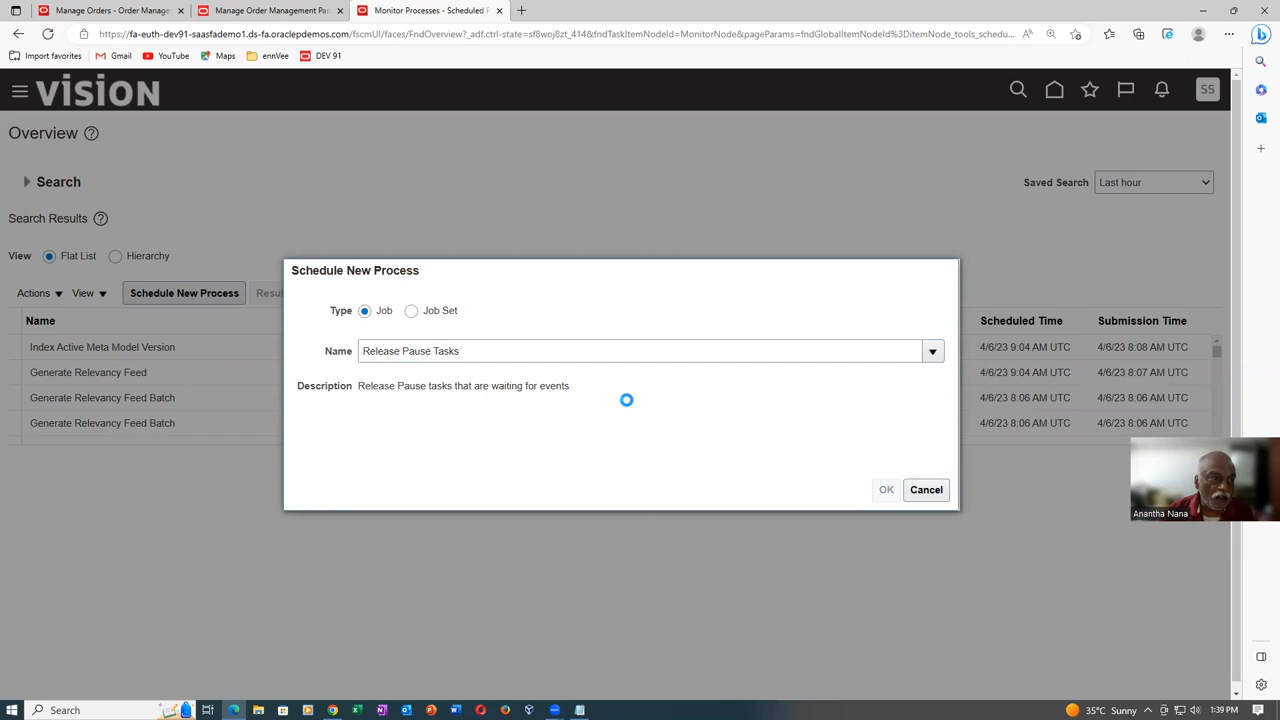 Manage Orders - Order Manage
Manage Order Management Par
Monitor Processes - Scheduled P
https://fa-euth-dev91-saasfademo1.ds-fa.oraclepdemos.com/fscmUI/faces/FndOverview?_adf.ctrl-state=sf8woj8zt_414&fndTaskItemNodeId=MonitorNode&pageParams=fndGlobalItemNodeId%3DitemNode_tools_schedu...
Import favorites
Gmail
YouTube
Maps
ennVee
DEV 91
VISION
SS
Overview
Search
Saved Search
Last hour
Search Results
View
Flat List
Hierarchy
Actions
View
Schedule New Process
Resu
Name
Scheduled Time
Submission Time
Index Active Meta Model Version
4/6/23 9:04 AM UTC
4/6/23 8:08 AM UTC
Generate Relevancy Feed
4/6/23 9:04 AM UTC
4/6/23 8:07 AM UTC
Generate Relevancy Feed Batch
4/6/23 8:06 AM UTC
4/6/23 8:06 AM UTC
Generate Relevancy Feed Batch
4/6/23 8:06 AM UTC
4/6/23 8:06 AM UTC
Schedule New Process
Type
Job
Job Set
Name
Release Pause Tasks
Description
Release Pause tasks that are waiting for events
OK
Cancel
Anantha Nana
Search
35°C Sunny
1:39 PM